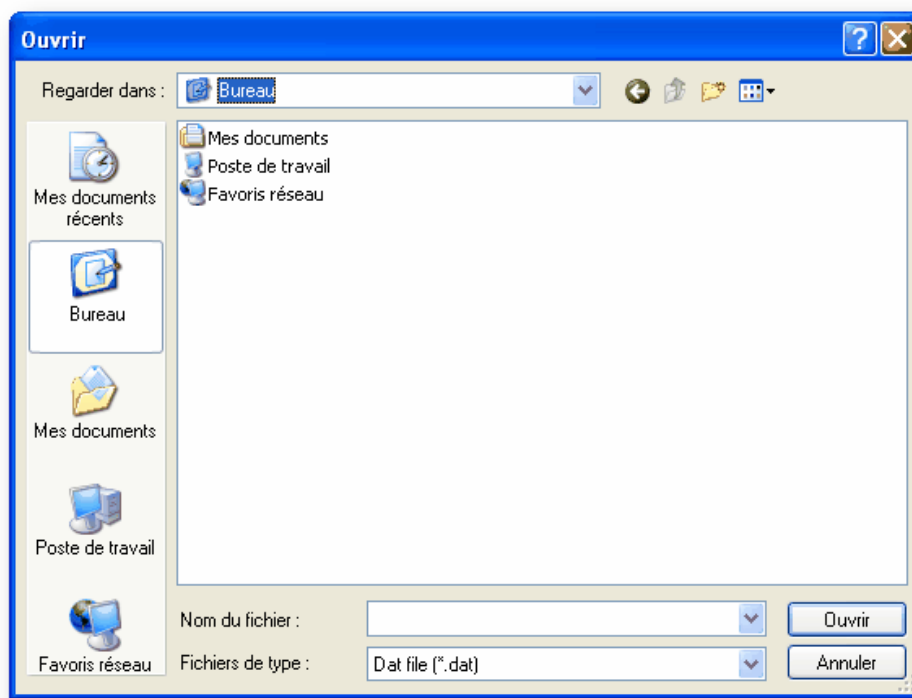 Ouvrir
Regarder dans :
Bureau
Mes documents
récents
Bureau
Mes documents
Poste de travail
Favoris réseau
Mes documents
Poste de travail
Favoris réseau
Nom du fichier :
Ouvrir
Fichiers de type :
Dat file (*.dat)
Annuler